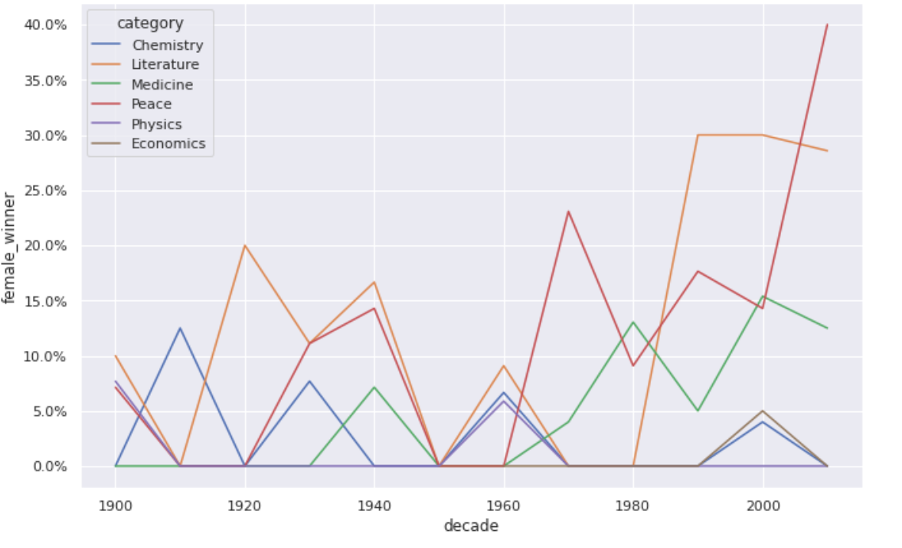 category
Chemistry
Literature
Medicine
Peace
Physics
Economics
female_winner
40.0%
35.0%
30.0%
25.0%
20.0%
15.0%
10.0%
5.0%
0.0%
1900 1920 1940 1960 1980 2000
decade